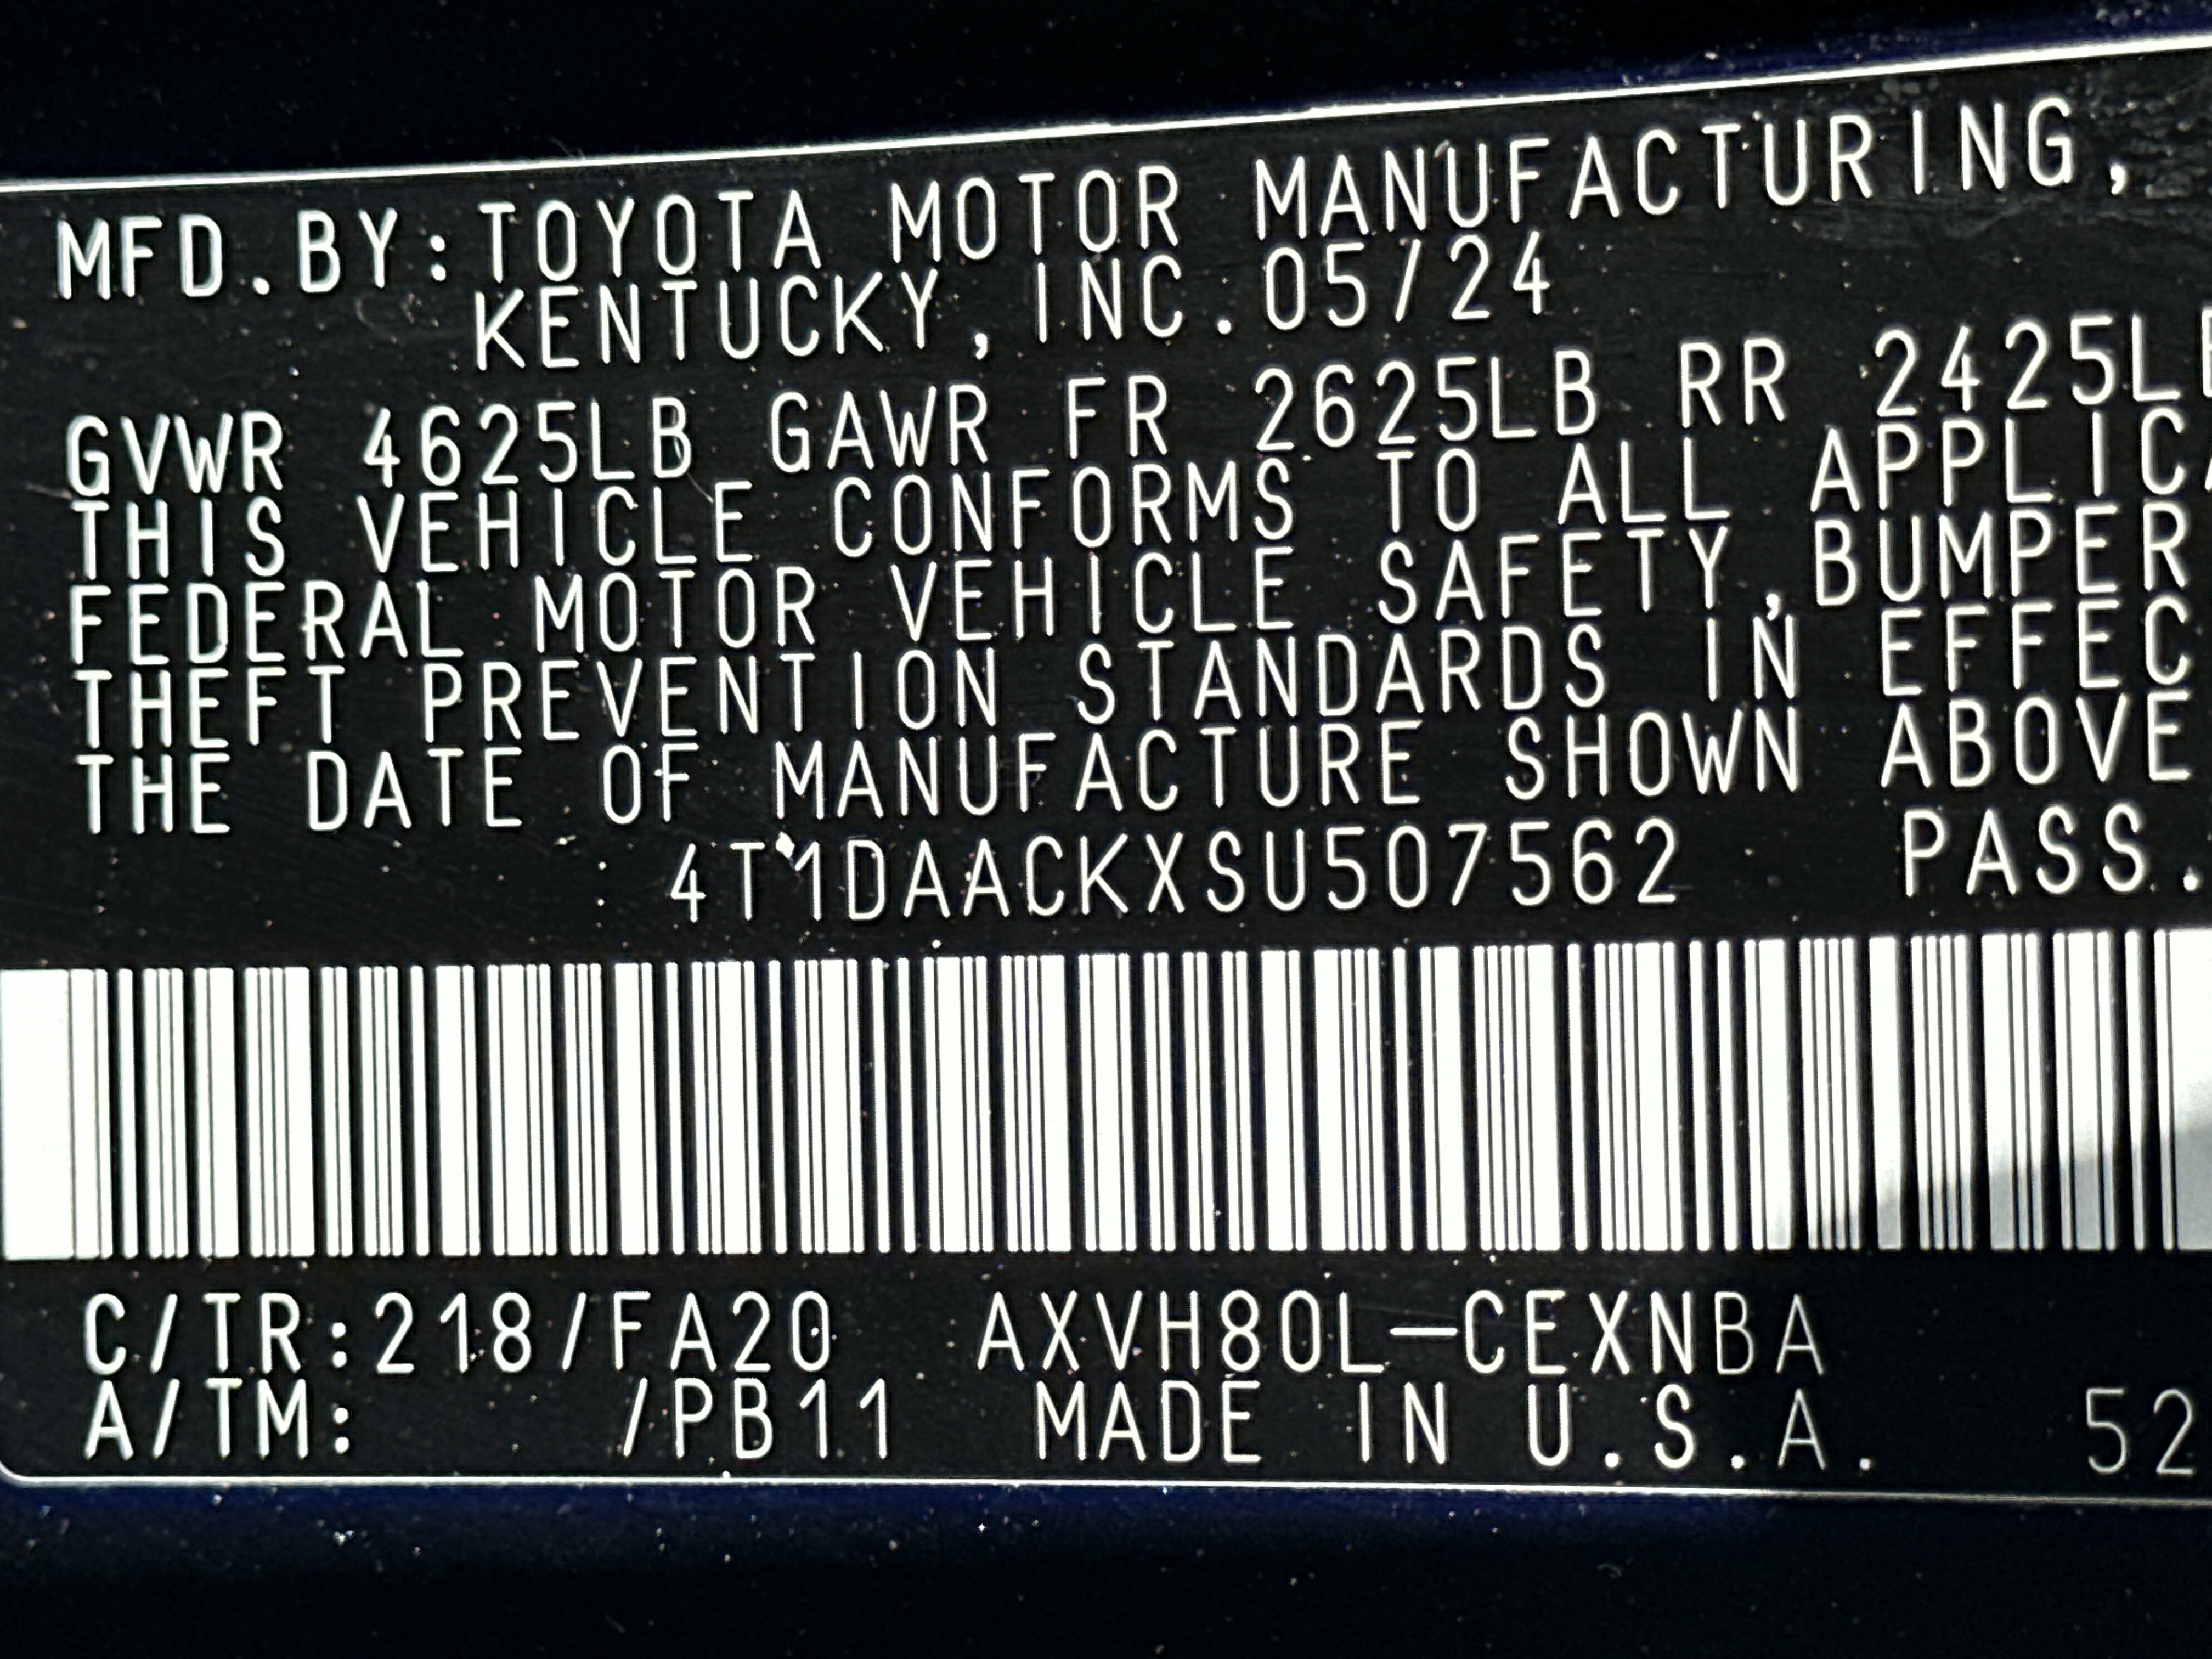 MFD.BY:TOYOTA MOTOR MANUFACTURING,
KENTUCKY, INC.05/24
GVWR 4625LB GAWR FR 2625LB RR 2425L
THIS VEHICLE CONFORMS TO ALL
FEDERAL MOTOR VEHICLE SAFETY,BUMPER
THEFT PREVENTION STANDARDS IN
THE DATE OF MANUFACTURE SHOWN ABOVE
4T1DAACKXSU507562 PASS.
C/TR:218/FA20 AXVH80L-CEXNBA
A/TM: /PB11 MADE IN U.S.A. 52